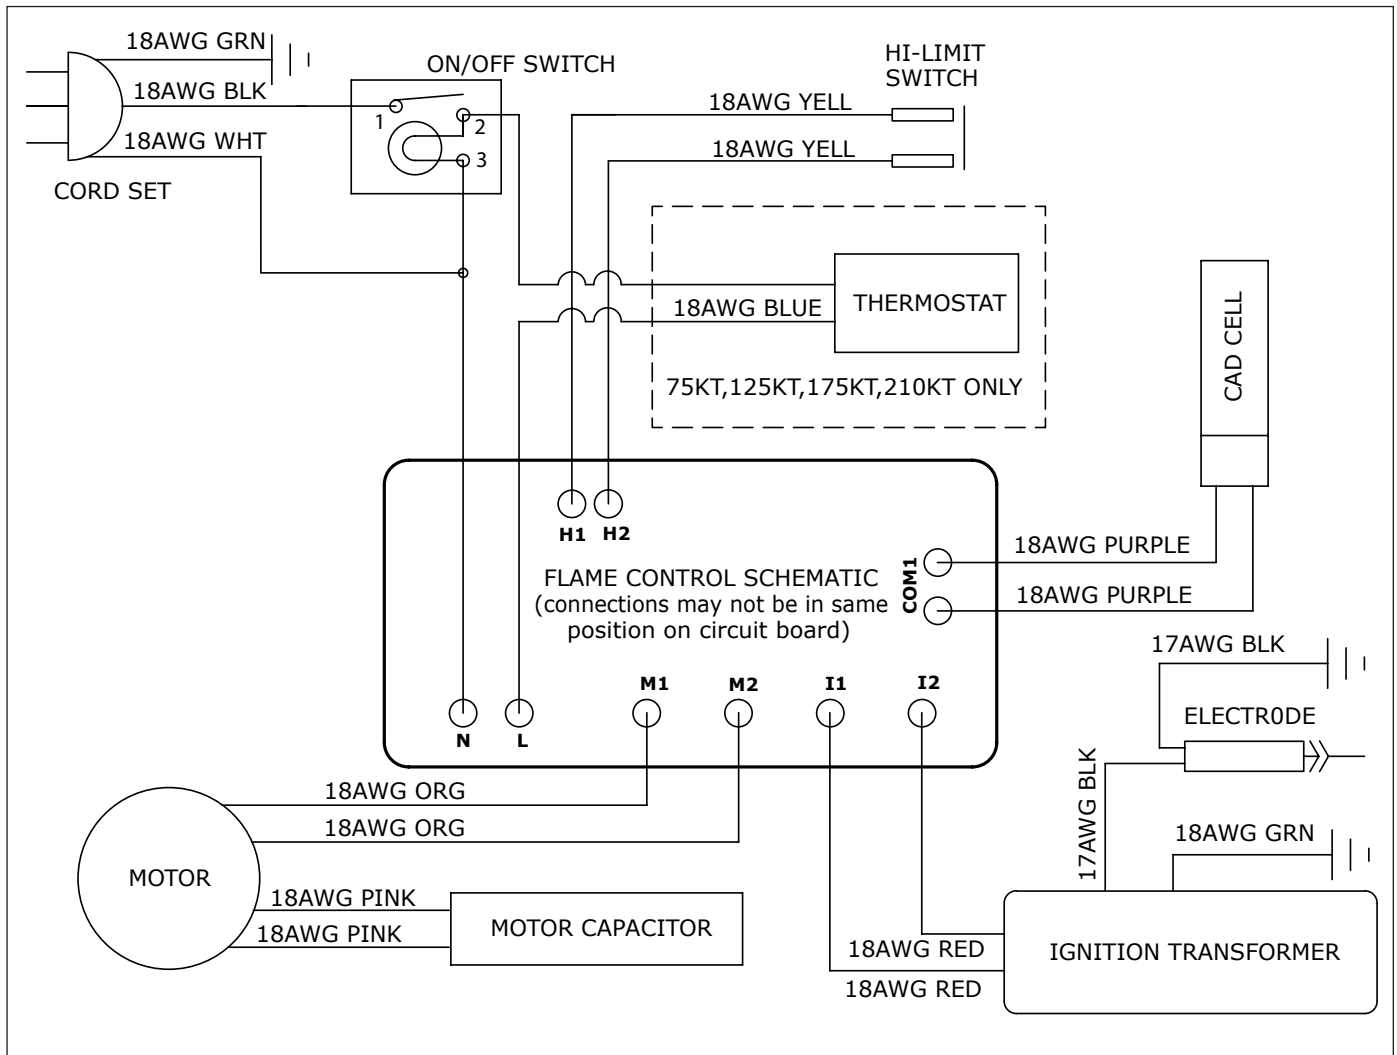 18AWG GRN
ON/OFF SWITCH
HI-LIMIT
SWITCH
18AWG BLK
18AWG YELL
1
2
18AWG WHT
18AWG YELL
3
CORD SET
THERMOSTAT
18AWG BLUE
CAD CELL
75KT,125KT,175KT,210KT ONLY
H1
H2
18AWG PURPLE
FLAME CONTROL SCHEMATIC
(connections may not be in same
position on circuit board)
COM1
18AWG PURPLE
17AWG BLK
M1
M2
I1
I2
N
L
ELECTR0DE
17AWG BLK
18AWG ORG
18AWG ORG
18AWG GRN
MOTOR
18AWG PINK
18AWG PINK
MOTOR CAPACITOR
18AWG RED
18AWG RED
IGNITION TRANSFORMER